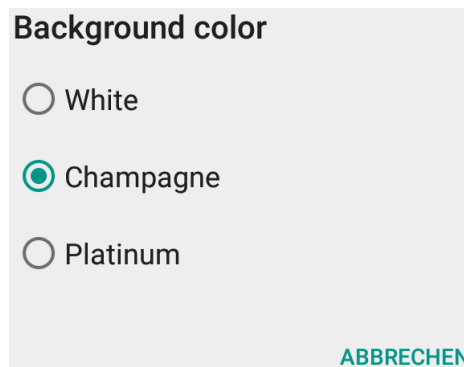 Background color
White
Champagne
Platinum
ABBRECHEN